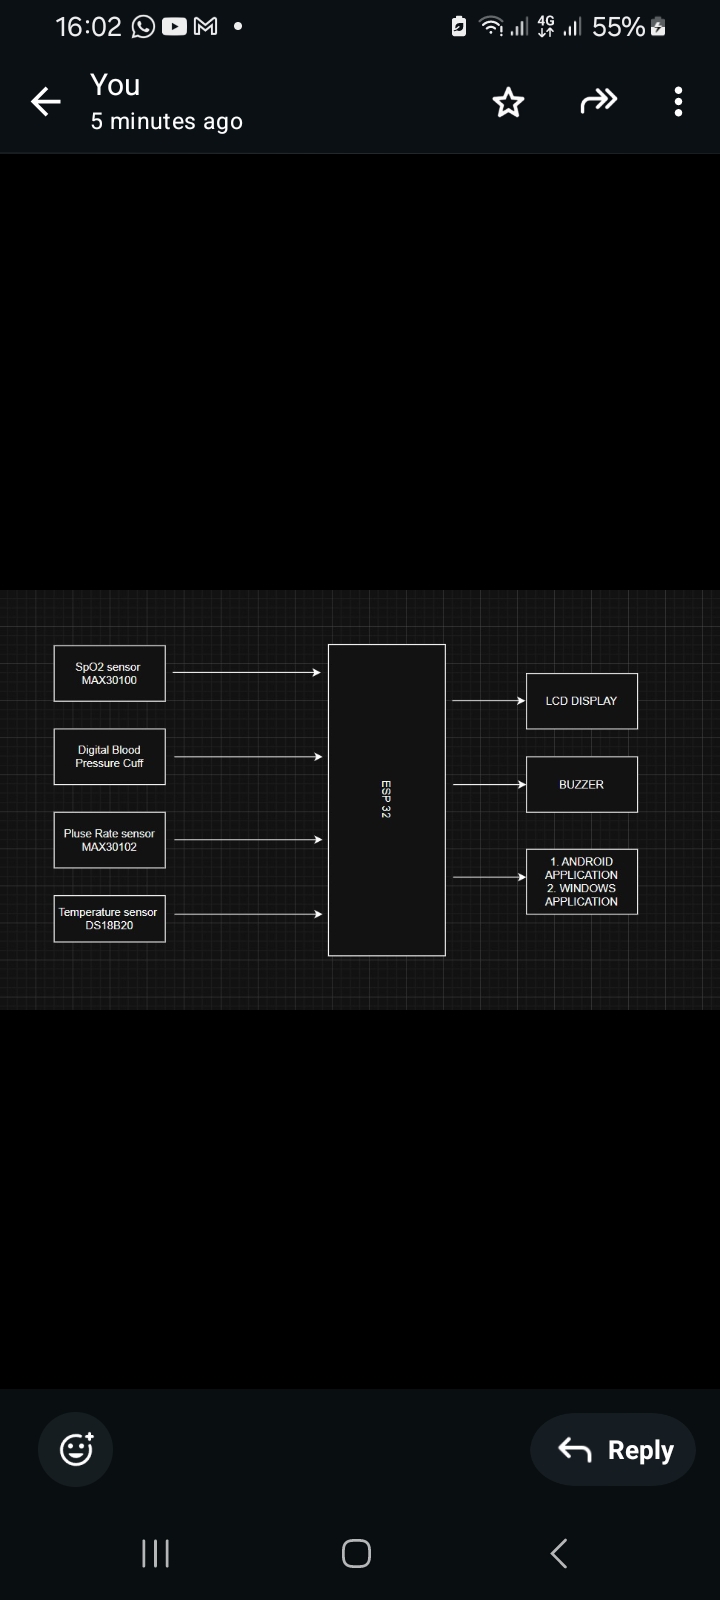 16:02
4G
55%
You
5 minutes ago
SpO2 sensor
MAX30100
Digital Blood
Pressure Cuff
Pluse Rate sensor
MAX30102
Temperature sensor
DS18B20
ESP 32
LCD DISPLAY
BUZZER
1. ANDROID
APPLICATION
2. WINDOWS
APPLICATION
Reply